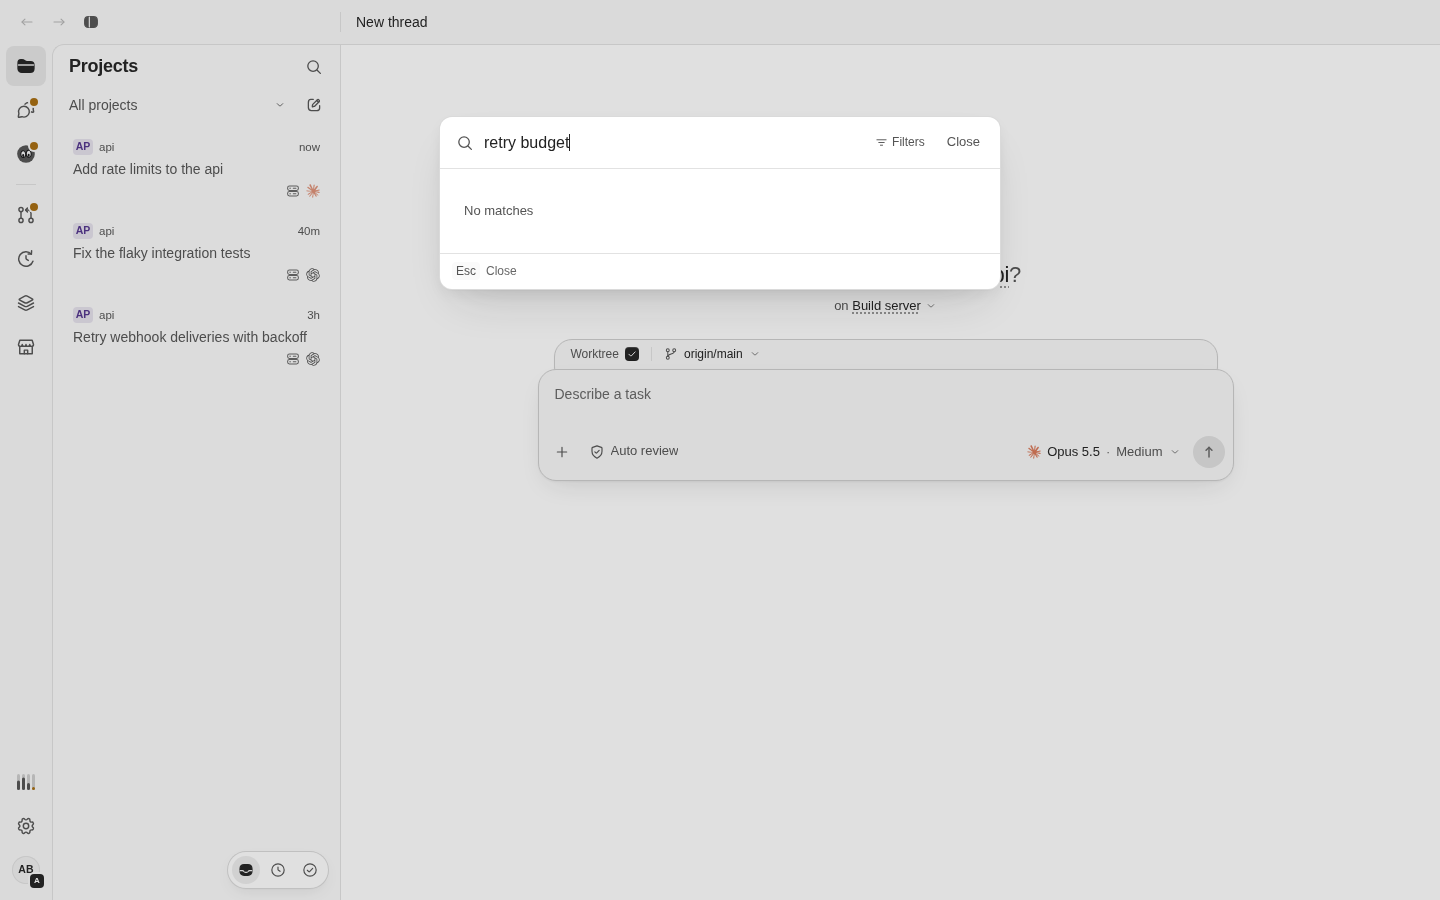 New thread
Projects
All projects
AP api now
Add rate limits to the api
AP api 40m
Fix the flaky integration tests
AP api 3h
Retry webhook deliveries with backoff
retry budget
Filters
Close
No matches
Esc Close
on Build server
Worktree
origin/main
Describe a task
Auto review
Opus 5.5 · Medium
AB
A